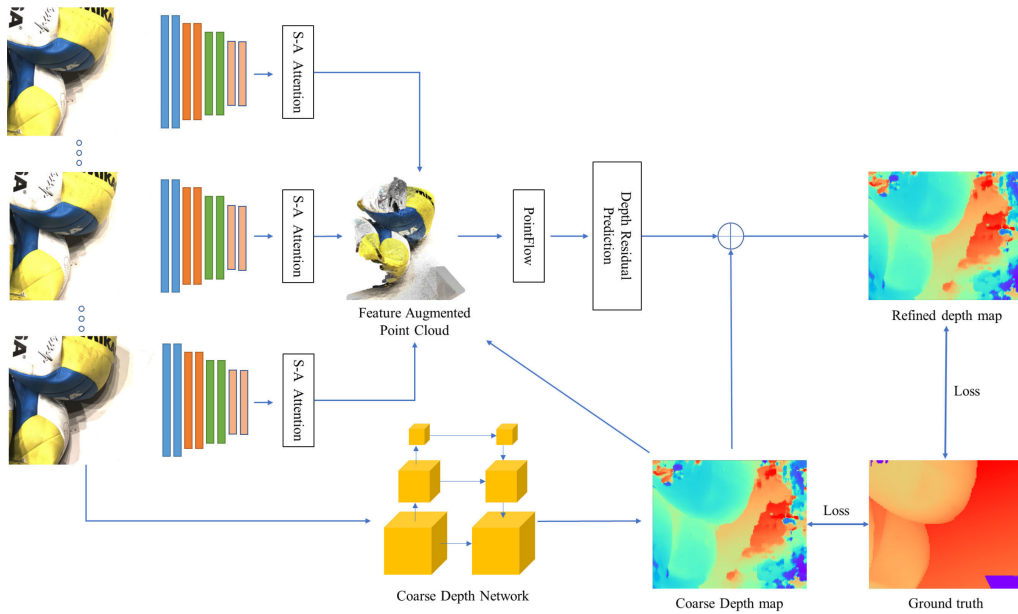 S-A Attention
S-A Attention
PointFlow
Depth Residual
Prediction
Feature Augmented
Point Cloud
Refined depth map
S-A Attention
Loss
Loss
Coarse Depth Network
Coarse Depth map
Ground truth